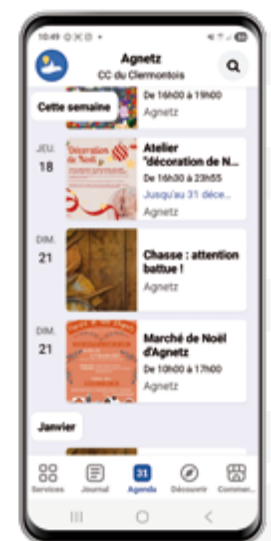 10:49
Agnetz
CC du Clermontois
Cette semaine
De 16h00 à 19h00
Agnetz
JEU.
18
Décoration
de Noël
Atelier
"décoration de N...
De 16h30 à 23h55
Jusqu'au 31 déce...
Agnetz
DIM.
21
Chasse : attention
battue !
Agnetz
DIM.
21
Marché de Noël
d'Agnetz
De 10h00 à 17h00
Agnetz
Janvier
Services
Journal
31
Agenda
Découvrir
Commer...